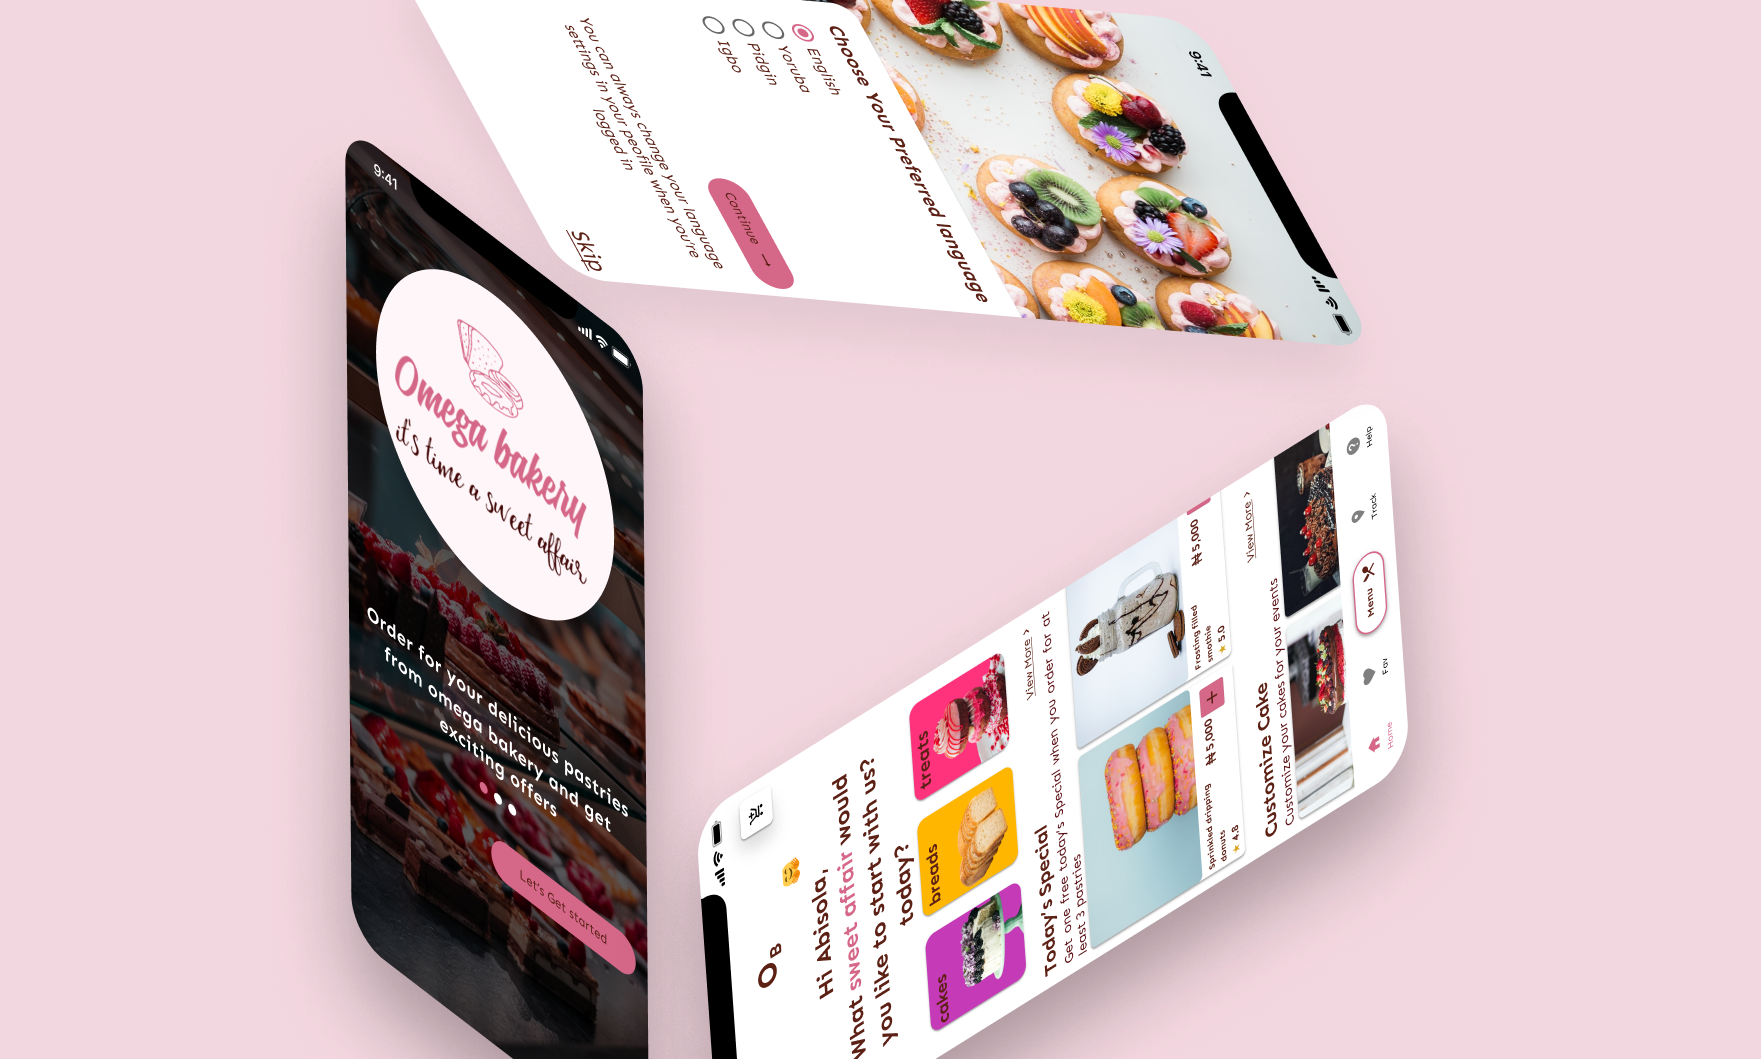 9:41
Omega bakery
it's time a sweet affair
Order for your delicious pastries
from omega bakery and get
exciting offers
Let's Get started
9:41
Choose Your preferred language
English
Yoruba
Pidgin
Igbo
Continue →
You can always change your language
settings in your peofile when you're
logged in
Skip
O B
Hi Abisola,
What sweet affair would
you like to start with us?
today?
cakes
breads
treats
View More >
Today's Special
Get one free today's Special when you order for at
least 3 pastries
Sprinkled dripping
donuts
₦5,000
4.8
Frosting filled
smothie
₦5,000
5.0
View More >
Customize Cake
Customize your cakes for your events
Home
Fav
Menu
Track
Help